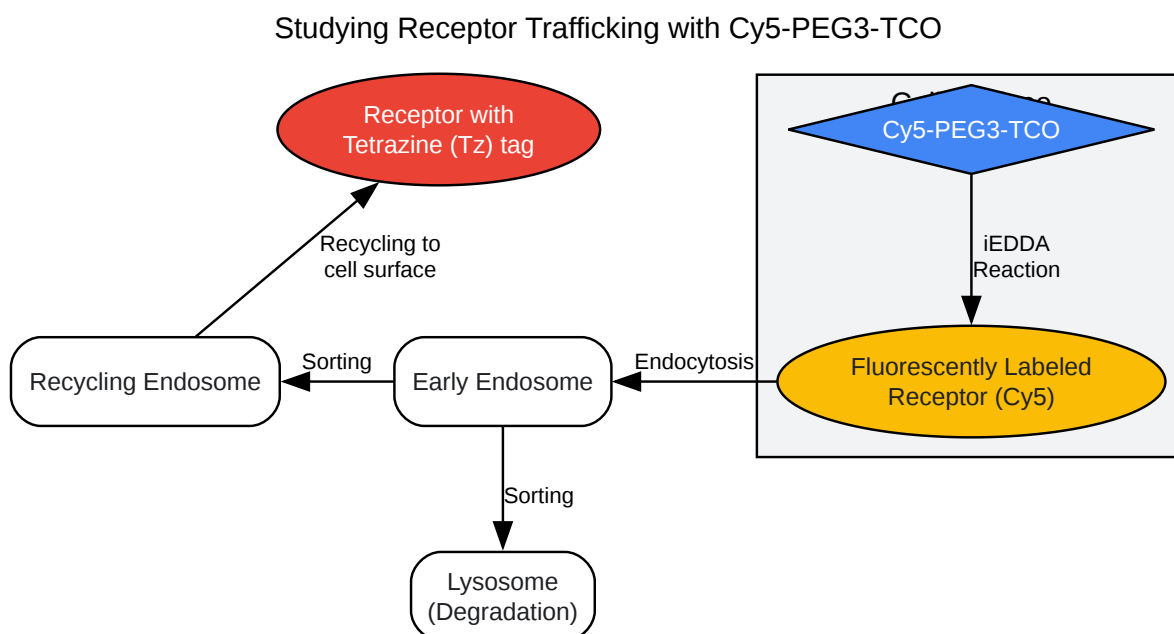 Studying Receptor Trafficking with Cy5-PEG3-TCO
Receptor with
Tetrazine (Tz) tag
Cy5-PEG3-TCO
Recycling to
cell surface
iEDDA
Reaction
Recycling Endosome
Sorting
Early Endosome
Endocytosis
Fluorescently Labeled
Receptor (Cy5)
Sorting
Lysosome
(Degradation)